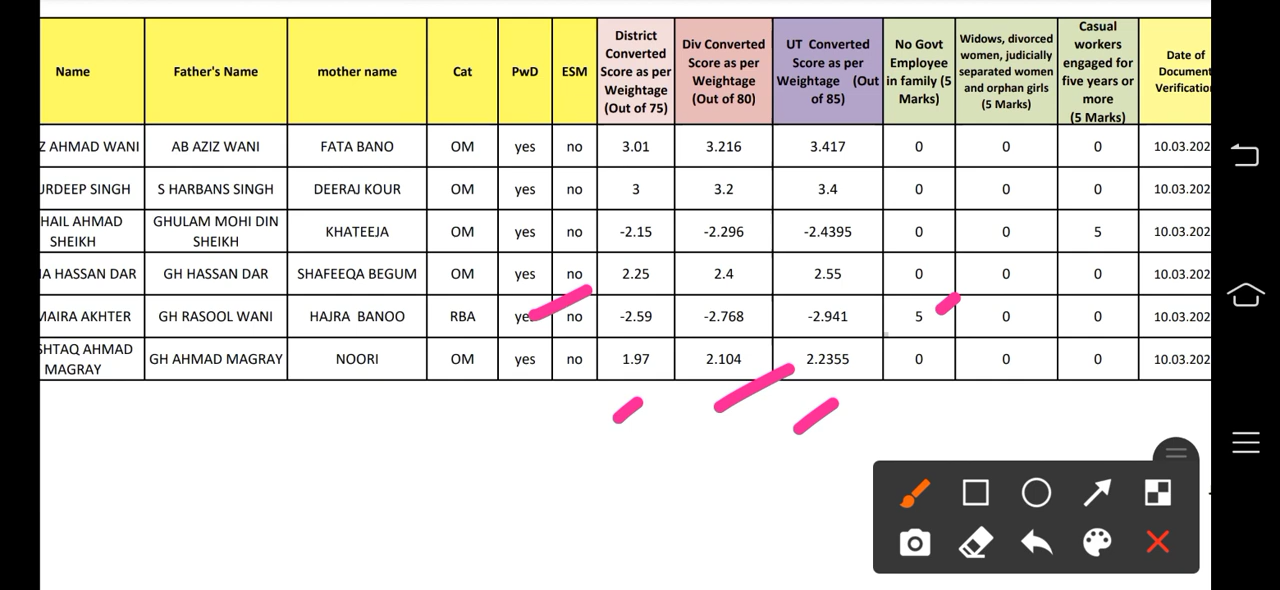 Name Father's Name mother name Cat PwD ESM District Converted Score as per Weightage (Out of 75) Div Converted Score as per Weightage (Out of 80) UT Converted Score as per Weightage (Out of 85) No Govt Employee in family (5 Marks) Widows, divorced women, judicially separated women and orphan girls (5 Marks) Casual workers engaged for five years or more (5 Marks) Date of Document Verification
Z AHMAD WANI AB AZIZ WANI FATA BANO OM yes no 3.01 3.216 3.417 0 0 0 10.03.202
URDEEP SINGH S HARBANS SINGH DEERAJ KOUR OM yes no 3 3.2 3.4 0 0 0 10.03.202
HAIL AHMAD SHEIKH GHULAM MOHI DIN SHEIKH KHATEEJA OM yes no -2.15 -2.296 -2.4395 0 0 5 10.03.202
A HASSAN DAR GH HASSAN DAR SHAFEEQA BEGUM OM yes no 2.25 2.4 2.55 0 0 0 10.03.202
MAIRA AKHTER GH RASOOL WANI HAJRA BANOO RBA yes no -2.59 -2.768 -2.941 5 0 0 10.03.202
SHTAQ AHMAD MAGRAY GH AHMAD MAGRAY NOORI OM yes no 1.97 2.104 2.2355 0 0 0 10.03.202